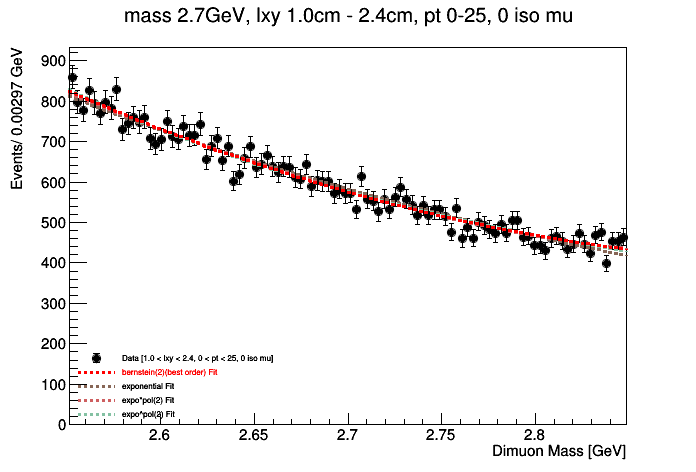 mass 2.7GeV, lxy 1.0cm - 2.4cm, pt 0-25, 0 iso mu
Events/ 0.00297 GeV
900
800
700
600
500
400
300
200
100
0
Data [1.0 < lxy < 2.4, 0 < pt < 25, 0 iso mu]
bernstein(2)(best order) Fit
exponential Fit
expo*pol(2) Fit
expo*pol(2) Fit
2.6
2.65
2.7
2.75
2.8
Dimuon Mass [GeV]